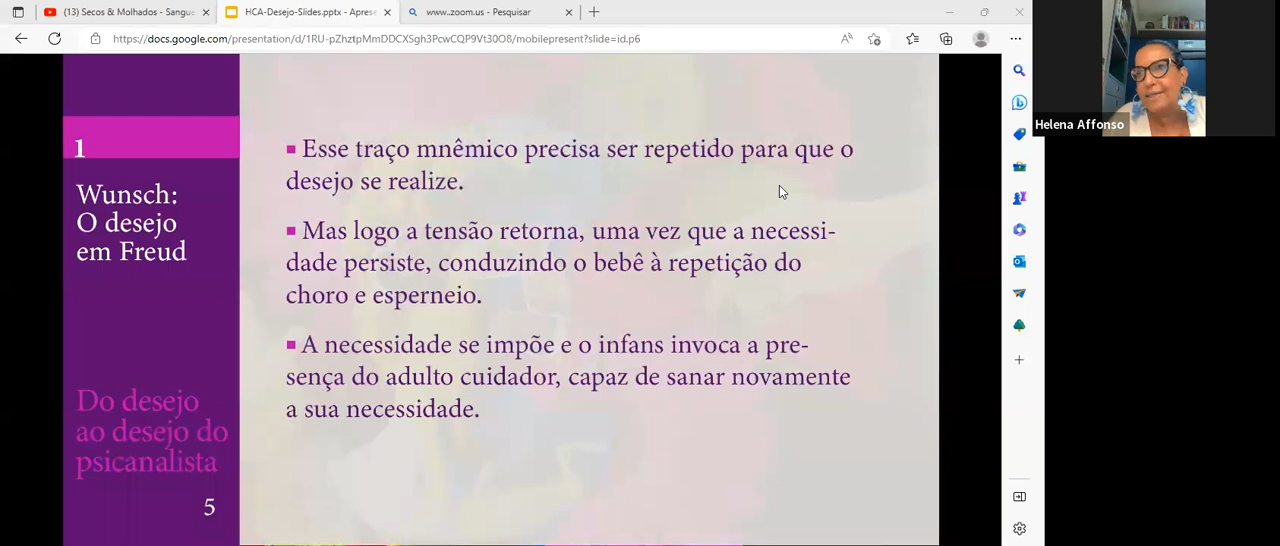 (13) Secos & Molhados - Sangue
HCA-Desejo-Slides.pptx - Aprese
www..zoom.us - Pesquisar
https://docs.google.com/presentation/d/1RU-pZhztpMmDDCXSgh3PcwCQP9Vt30O8/mobilepresent?slide=id.p6
Helena Affonso
1
Wunsch:
O desejo
em Freud
Do desejo
ao desejo do
psicanalista
5
Esse traço mnêmico precisa ser repetido para que o
desejo se realize.
Mas logo a tensão retorna, uma vez que a necessi-
dade persiste, conduzindo o bebê à repetição do
choro e esperneio.
A necessidade se impõe e o infans invoca a pre-
sença do adulto cuidador, capaz de sanar novamente
a sua necessidade.